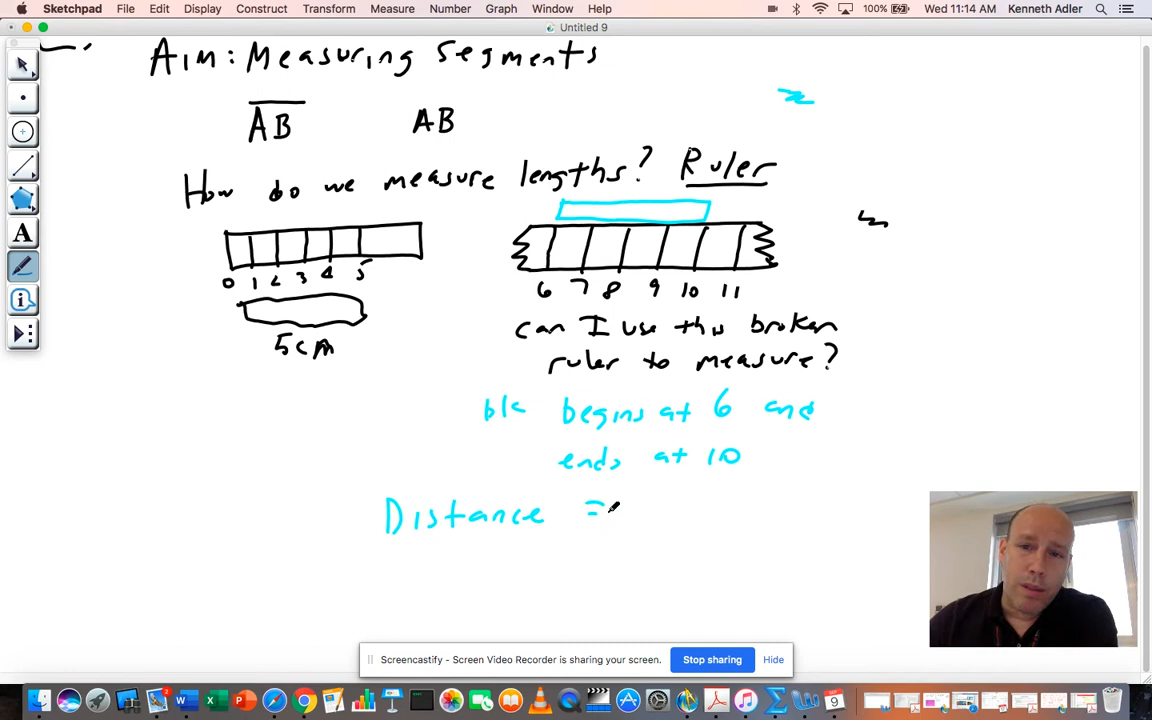 Sketchpad File Edit Display Construct Transform Measure Number Graph Window Help 100% Wed 11:14 AM Kenneth Adler
Untitled 9
Aim: Measuring Segments
AB AB
How do we measure lengths? Ruler
0 1 2 3 4 5
6 7 8 9 10 11
5cm
can I use this broken
ruler to measure?
b/c begins at 6 and
ends at 10
Distance =
Screencastify - Screen Video Recorder is sharing your screen. Stop sharing Hide